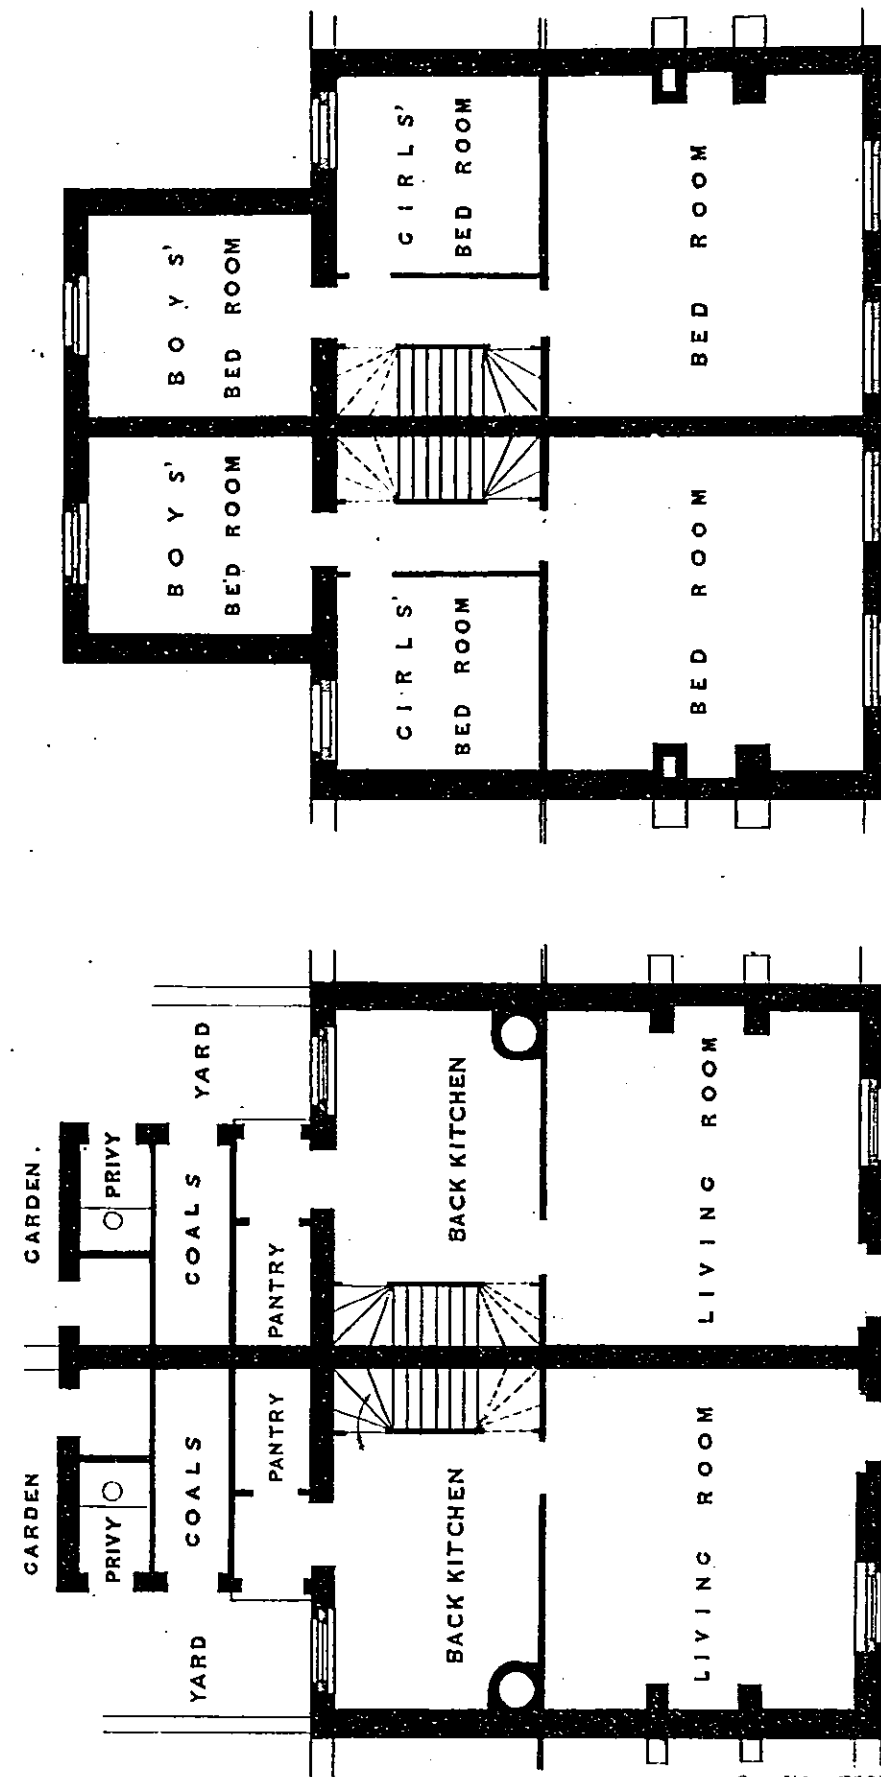 BOYS'
BED ROOM
BOYS'
BED ROOM
GIRLS'
BED ROOM
GIRLS'
BED ROOM
BED ROOM
BED ROOM
GARDEN
GARDEN.
PRIVY
PRIVY
COALS
COALS
YARD
YARD
PANTRY
PANTRY
BACK KITCHEN
BACK KITCHEN
LIVING ROOM
LIVING ROOM